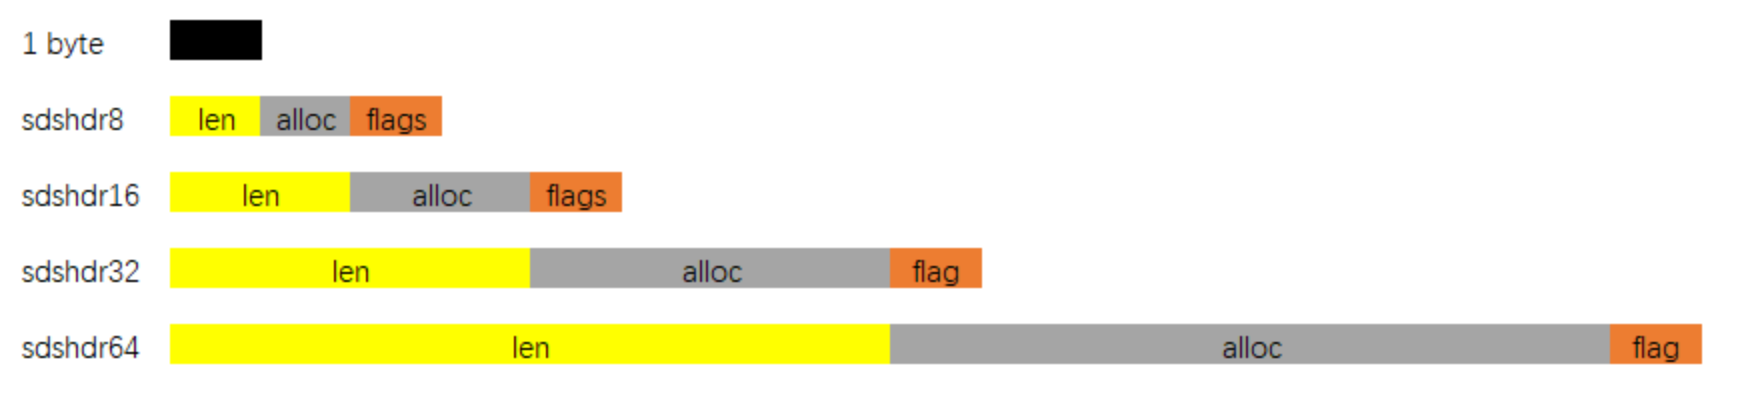 1 byte
sdshdr8 len alloc flags
sdshdr16 len alloc flags
sdshdr32 len alloc flag
sdshdr64 len alloc flag